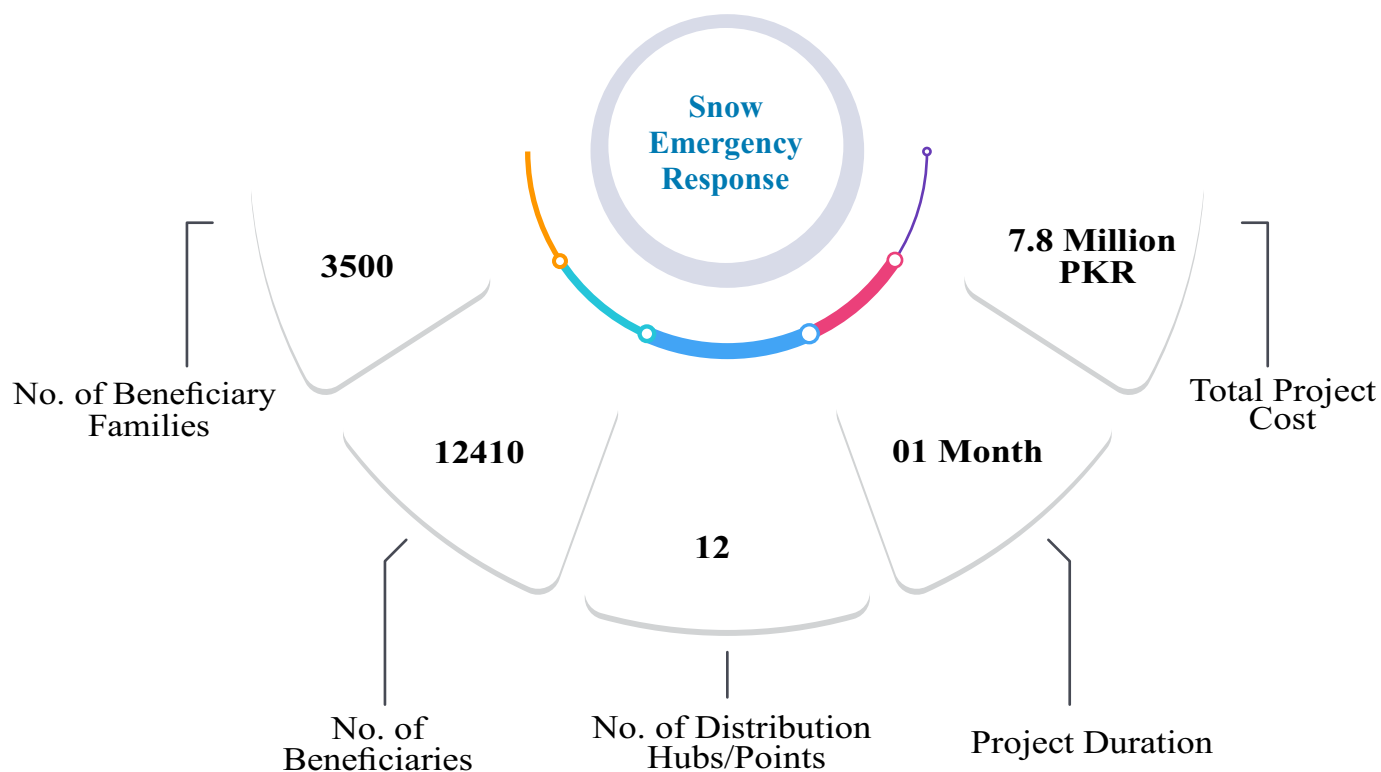 Snow
Emergency
Response
3500
No. of Beneficiary
Families
12410
No. of
Beneficiaries
12
No. of Distribution
Hubs/Points
01 Month
Project Duration
7.8 Million
PKR
Total Project
Cost